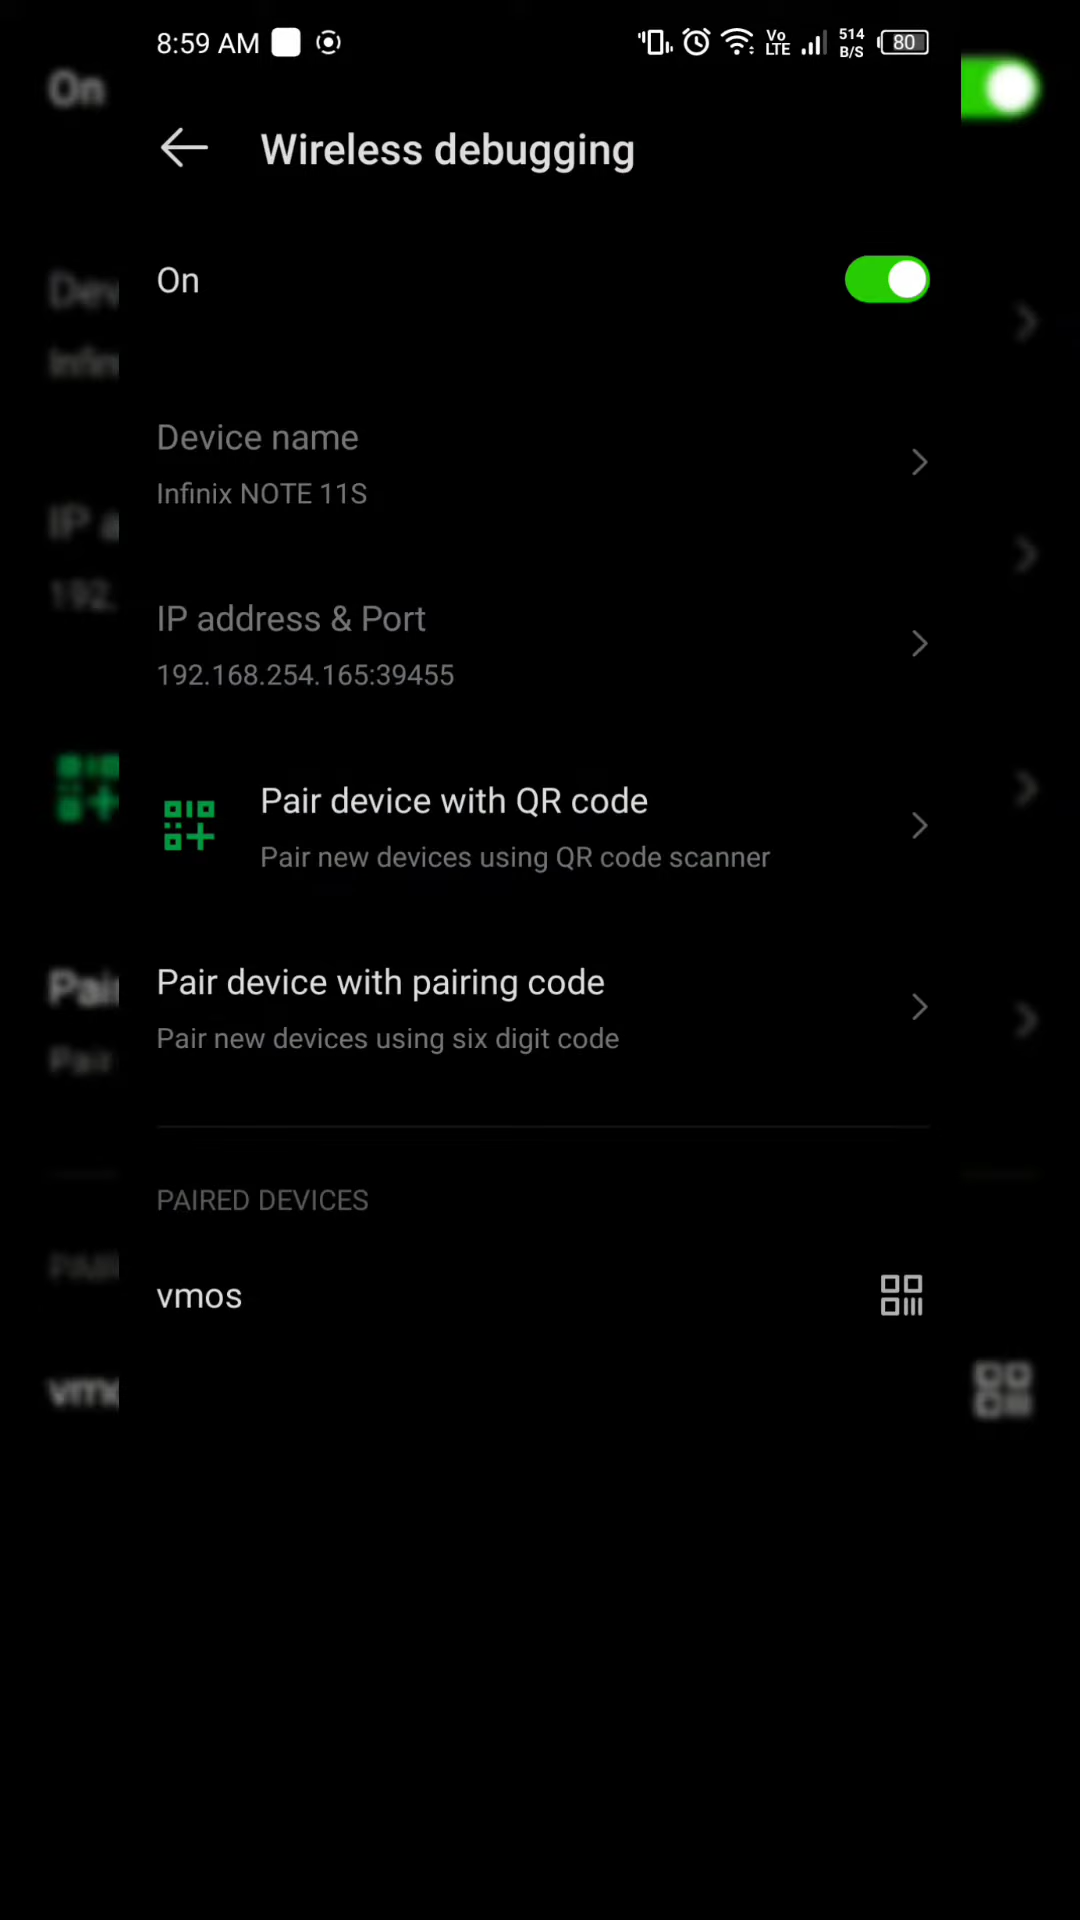 8:59 AM Vo LTE 514 B/S 80
On
Wireless debugging
On
Device name
Infinix NOTE 11S
IP address & Port
192.168.254.165:39455
Pair device with QR code
Pair new devices using QR code scanner
Pair device with pairing code
Pair new devices using six digit code
PAIRED DEVICES
vmos